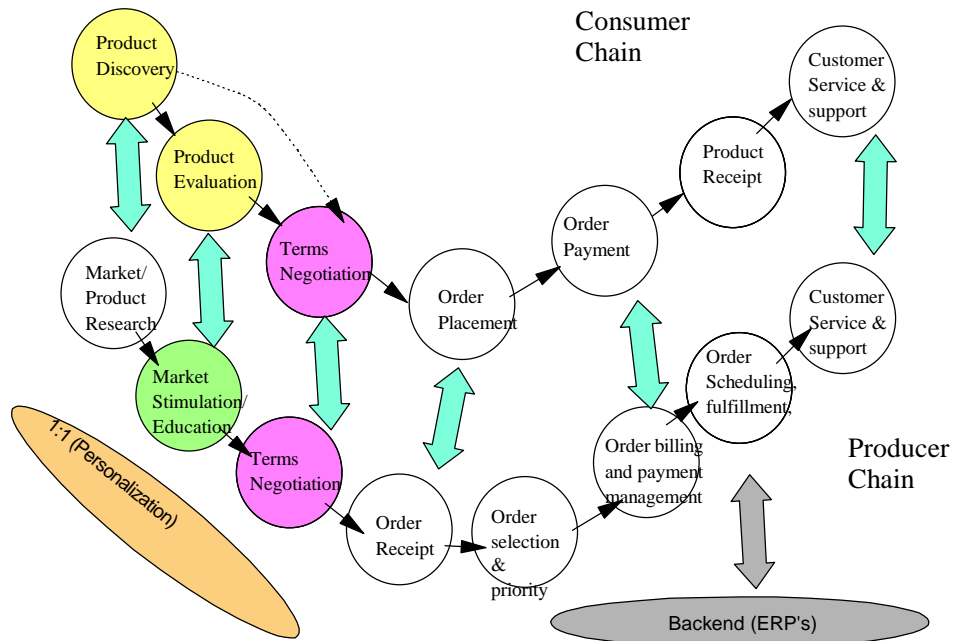 Consumer
Chain
Product
Discovery
Customer
Service &
support
Product
Evaluation
Product
Receipt
Order
Payment
Terms
Negotiation
Order
Placement
Market/
Product
Research
Customer
Service &
support
Order
Scheduling,
fulfillment,
Market
Stimulation/
Education
1:1 (Personalization)
Terms
Negotiation
Order billing
and payment
management
Producer
Chain
Order
Receipt
Order
selection
&
priority
Backend (ERP's)